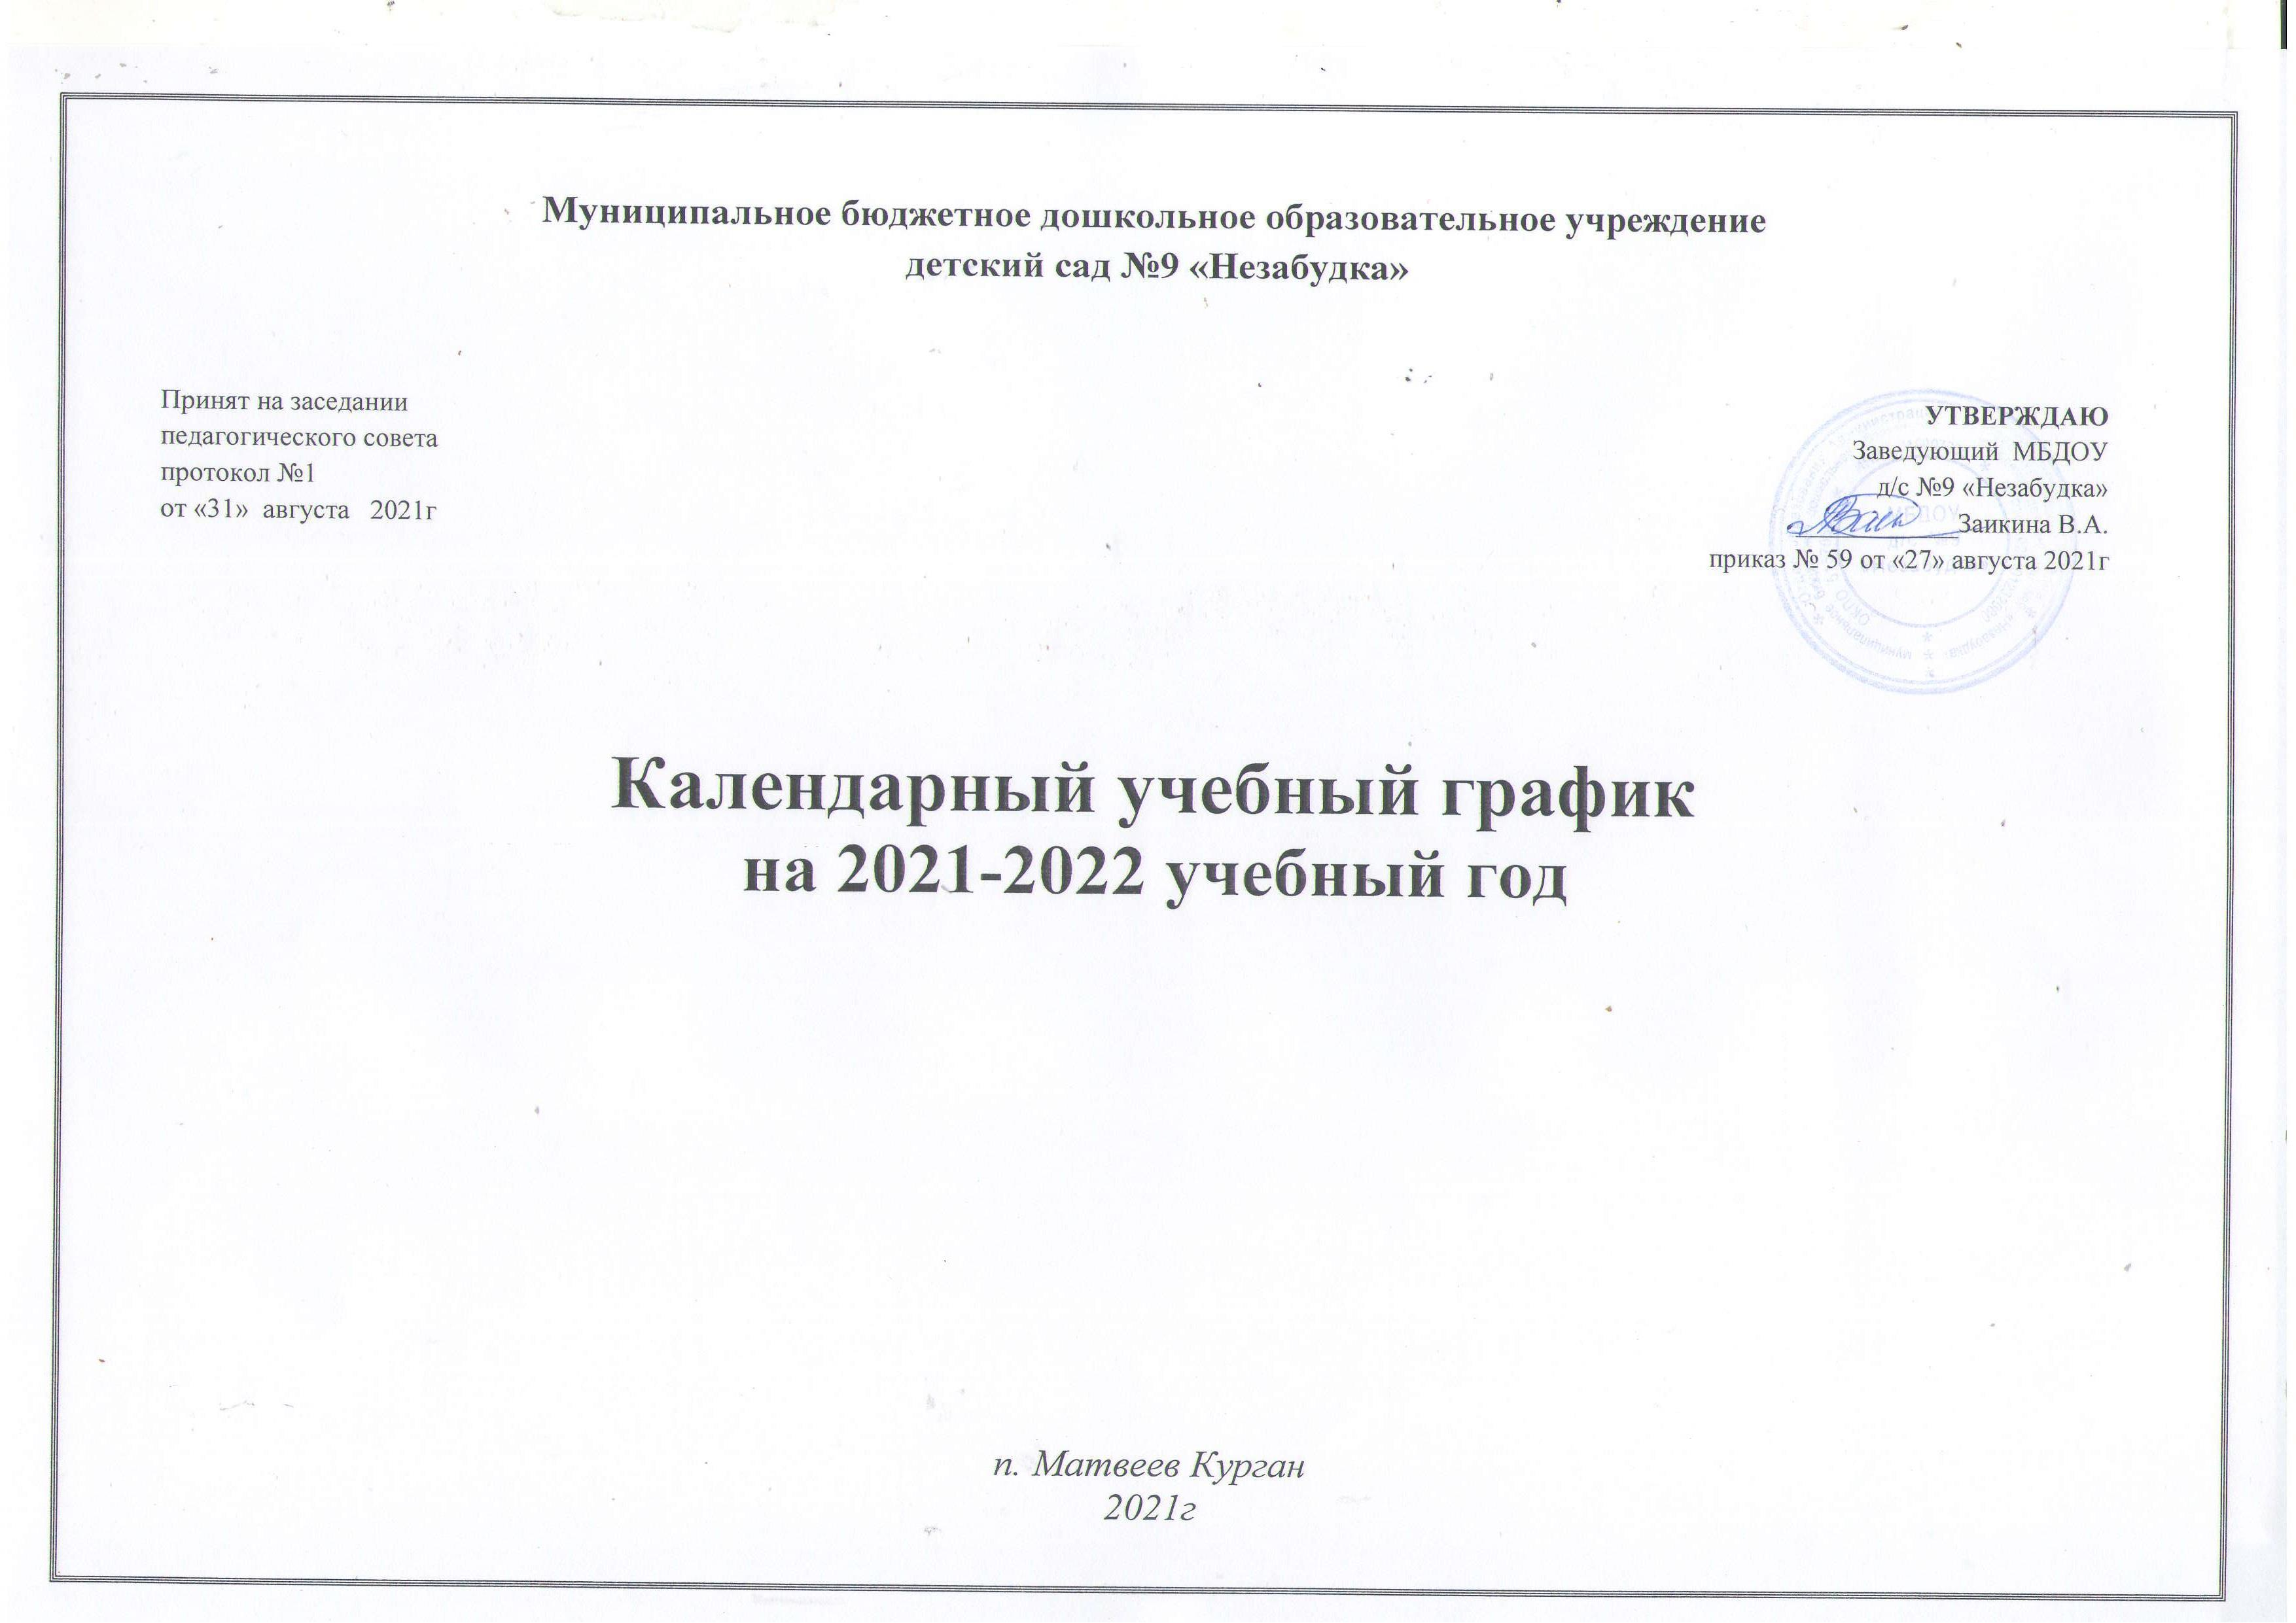 Муниципальное бюджетное дошкольное образовательное учреждение
детский сад №9 «Незабудка»
Принят на заседании
педагогического совета
протокол №1
от «31» августа 2021г
УТВЕРЖДАЮ
Заведующий МБДОУ
д/с №9 «Незабудка»
Заикина В.А.
приказ № 59 от «27» августа 2021г
МБДОУ
Календарный учебный график
на 2021-2022 учебный год
п. Матвеев Курган
2021г